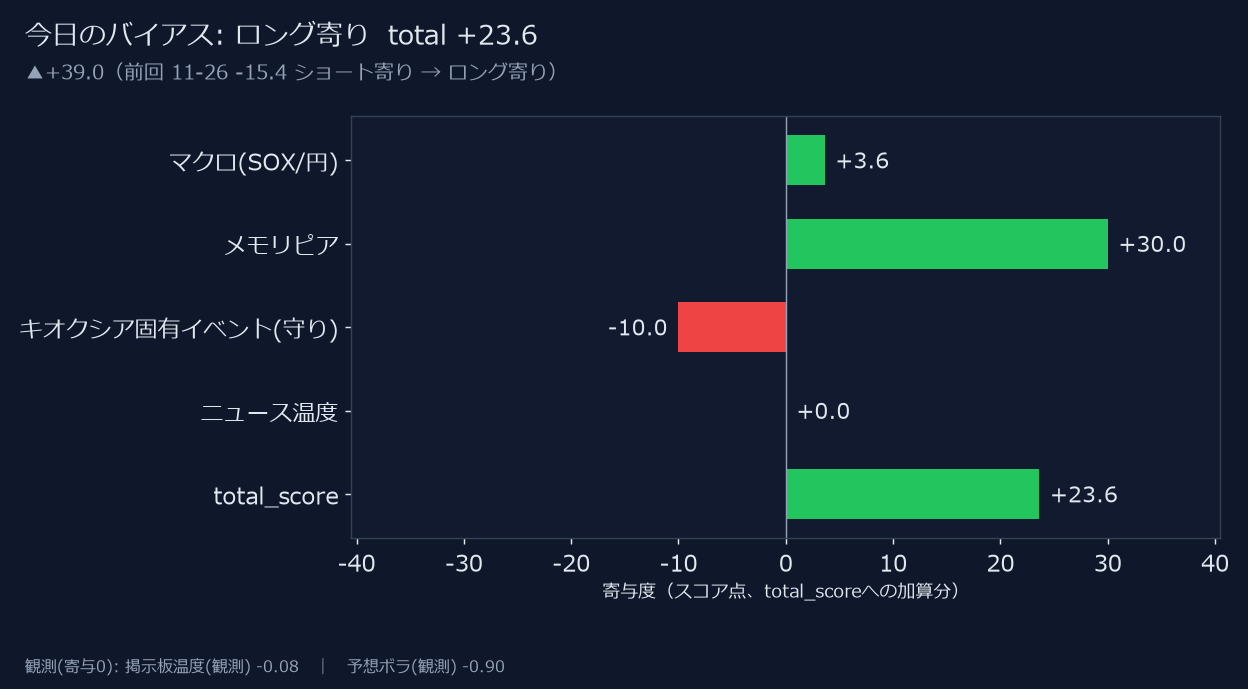 今日のバイアス: ロング寄り  total +23.6
▲+39.0（前回 11-26 -15.4 ショート寄り → ロング寄り）
マクロ(SOX/円)
+3.6
メモリピア
+30.0
キオクシア固有イベント(守り)
-10.0
ニュース温度
+0.0
total_score
+23.6
-40 -30 -20 -10 0 10 20 30 40
寄与度（スコア点、total_scoreへの加算分）
観測(寄与0): 掲示板温度(観測) -0.08 ｜ 予想ボラ(観測) -0.90